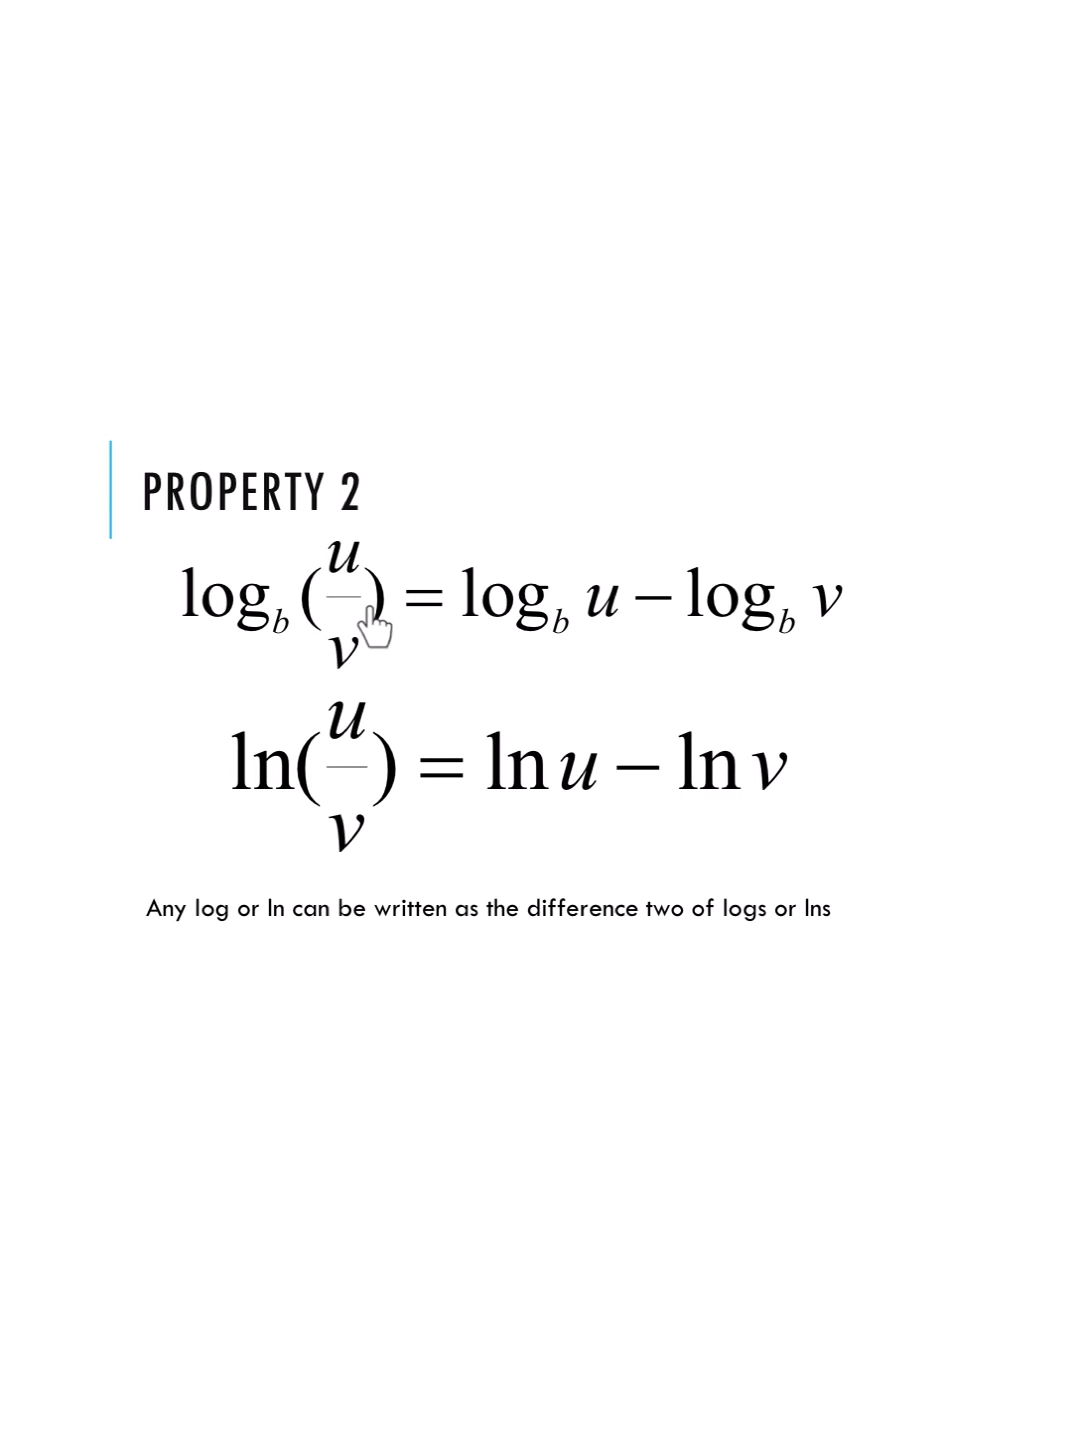 PROPERTY 2
log_b(u/v) = log_b u − log_b v
ln(u/v) = ln u − ln v
Any log or ln can be written as the difference two of logs or lns